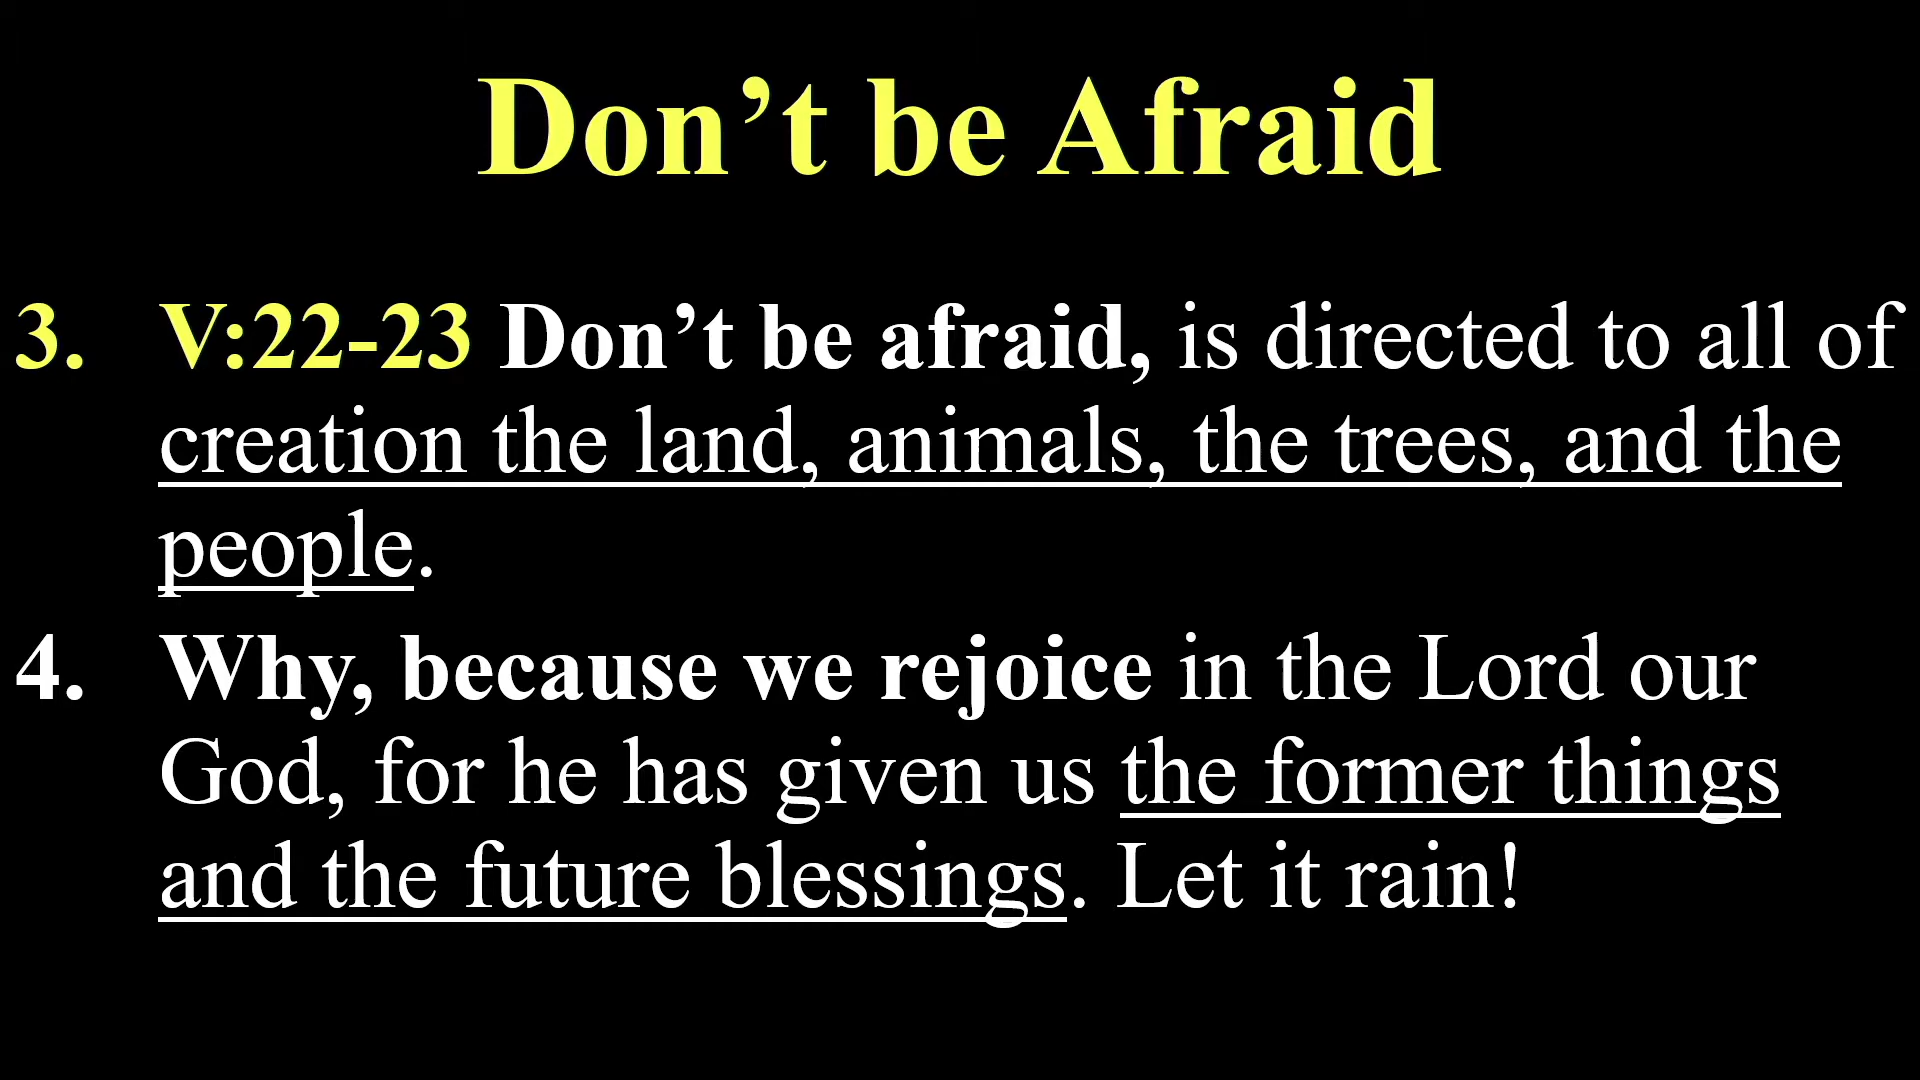 Don’t be Afraid
3. V:22-23 Don’t be afraid, is directed to all of
creation the land, animals, the trees, and the
people.
4. Why, because we rejoice in the Lord our
God, for he has given us the former things
and the future blessings. Let it rain!